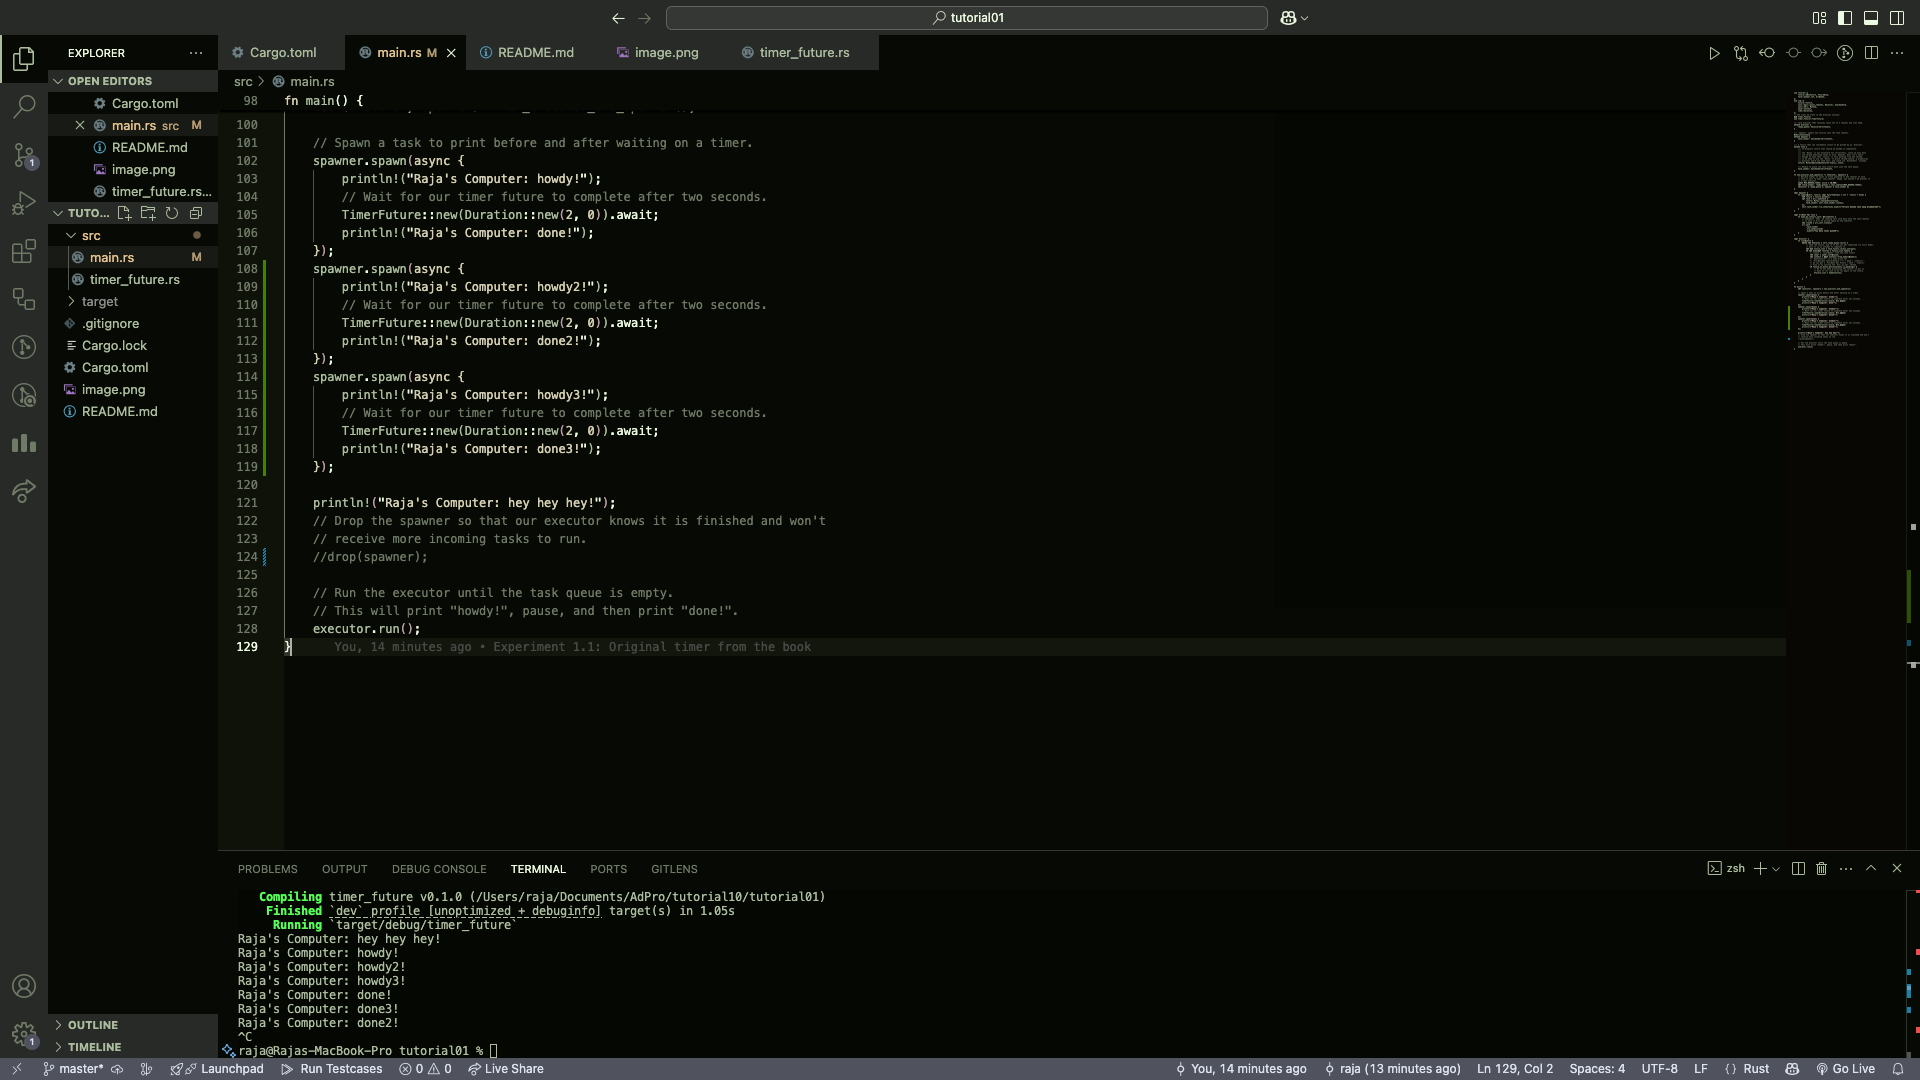 tutorial01
EXPLORER
OPEN EDITORS
Cargo.toml
main.rs src M
README.md
image.png
timer_future.rs...
TUTO...
src
main.rs M
timer_future.rs
target
.gitignore
Cargo.lock
Cargo.toml
image.png
README.md
OUTLINE
TIMELINE
Cargo.toml
main.rs M
README.md
image.png
timer_future.rs
src > main.rs
98 fn main() {
100
101 // Spawn a task to print before and after waiting on a timer.
102 spawner.spawn(async {
103 println!("Raja's Computer: howdy!");
104 // Wait for our timer future to complete after two seconds.
105 TimerFuture::new(Duration::new(2, 0)).await;
106 println!("Raja's Computer: done!");
107 });
108 spawner.spawn(async {
109 println!("Raja's Computer: howdy2!");
110 // Wait for our timer future to complete after two seconds.
111 TimerFuture::new(Duration::new(2, 0)).await;
112 println!("Raja's Computer: done2!");
113 });
114 spawner.spawn(async {
115 println!("Raja's Computer: howdy3!");
116 // Wait for our timer future to complete after two seconds.
117 TimerFuture::new(Duration::new(2, 0)).await;
118 println!("Raja's Computer: done3!");
119 });
120
121 println!("Raja's Computer: hey hey hey!");
122 // Drop the spawner so that our executor knows it is finished and won't
123 // receive more incoming tasks to run.
124 //drop(spawner);
125
126 // Run the executor until the task queue is empty.
127 // This will print "howdy!", pause, and then print "done!".
128 executor.run();
129 } You, 14 minutes ago • Experiment 1.1: Original timer from the book
PROBLEMS OUTPUT DEBUG CONSOLE TERMINAL PORTS GITLENS
zsh
Compiling timer_future v0.1.0 (/Users/raja/Documents/AdPro/tutorial10/tutorial01)
Finished `dev` profile [unoptimized + debuginfo] target(s) in 1.05s
Running `target/debug/timer_future`
Raja's Computer: hey hey hey!
Raja's Computer: howdy!
Raja's Computer: howdy2!
Raja's Computer: howdy3!
Raja's Computer: done!
Raja's Computer: done3!
Raja's Computer: done2!
^C
raja@Rajas-MacBook-Pro tutorial01 %
1
1
master* Launchpad Run Testcases 0 0 Live Share You, 14 minutes ago raja (13 minutes ago) Ln 129, Col 2 Spaces: 4 UTF-8 LF {} Rust Go Live